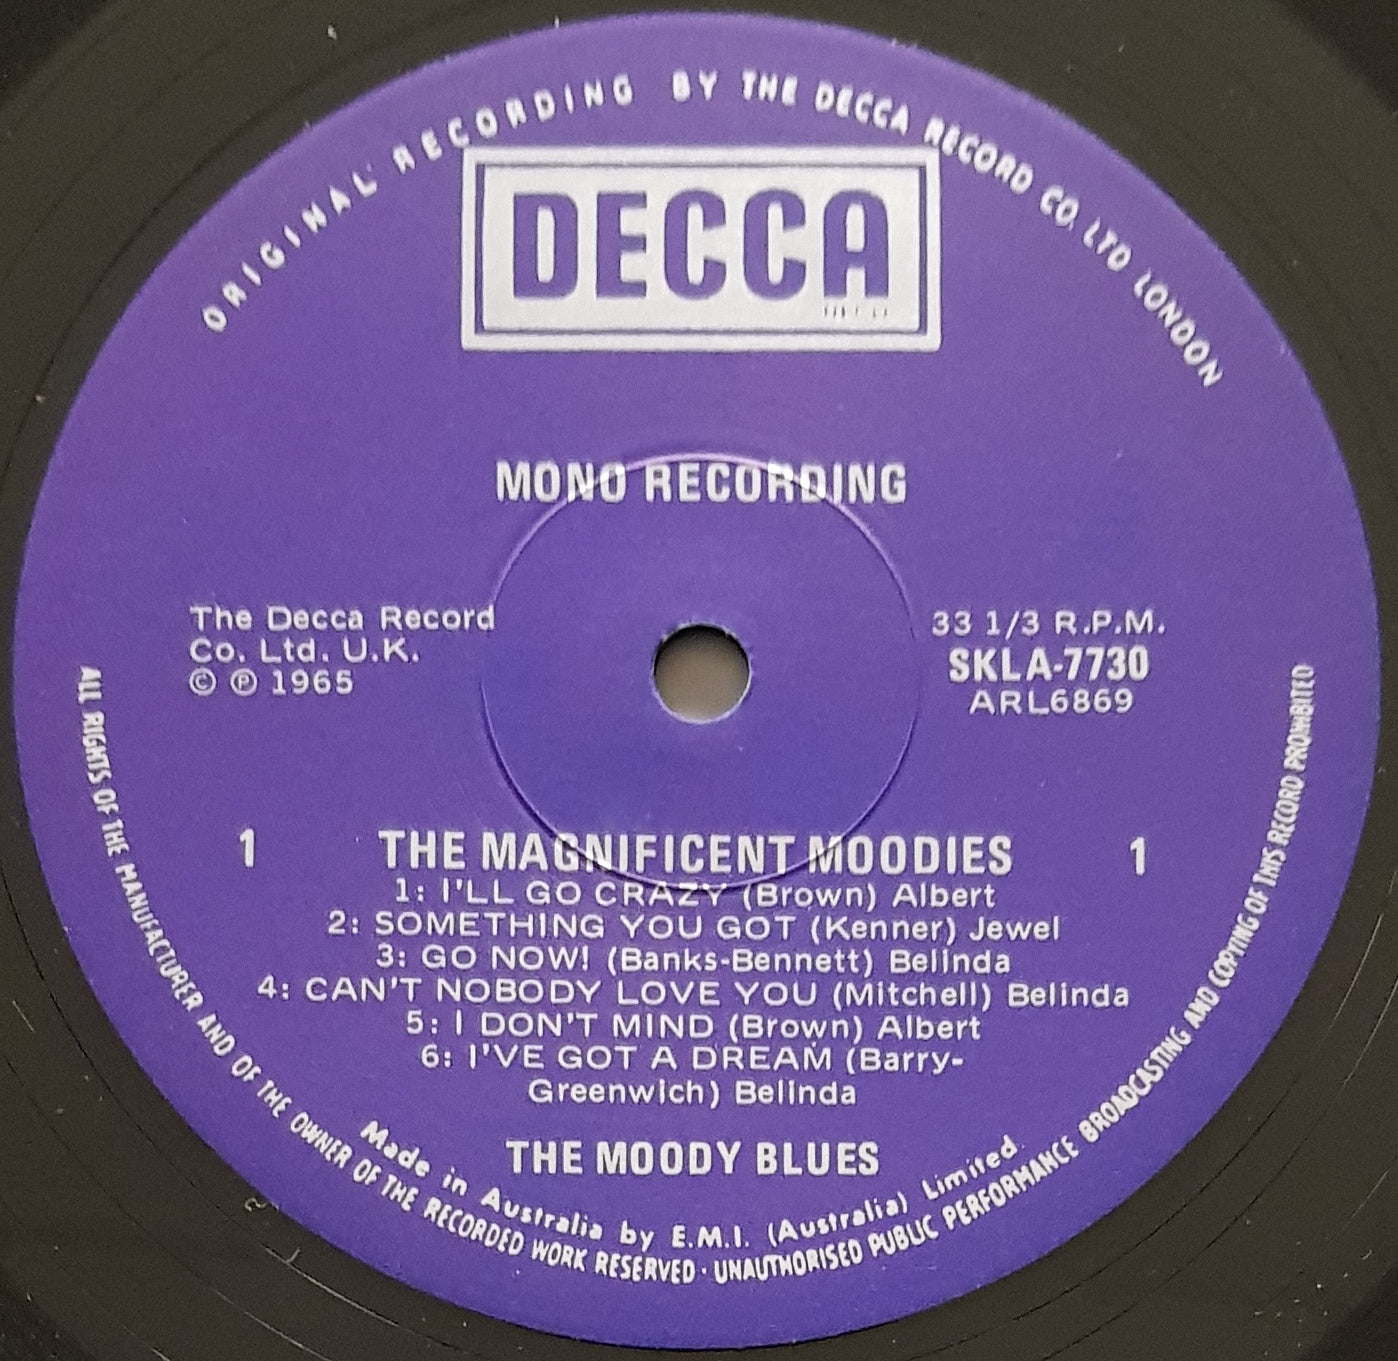 ORIGINAL RECORDING BY THE DECCA RECORD CO. LTD LONDON
DECCA
MONO RECORDING
The Decca Record
Co. Ltd. U.K.
© ℗ 1965
33 1/3 R.P.M.
SKLA-7730
ARL6869
1 THE MAGNIFICENT MOODIES 1
1: I'LL GO CRAZY (Brown) Albert
2: SOMETHING YOU GOT (Kenner) Jewel
3: GO NOW! (Banks-Bennett) Belinda
4: CAN'T NOBODY LOVE YOU (Mitchell) Belinda
5: I DON'T MIND (Brown) Albert
6: I'VE GOT A DREAM (Barry-
Greenwich) Belinda
THE MOODY BLUES
Made in Australia by E.M.I. (Australia) Limited
ALL RIGHTS OF THE MANUFACTURER AND OF THE OWNER OF THE RECORDED WORK RESERVED · UNAUTHORISED PUBLIC PERFORMANCE BROADCASTING AND COPYING OF THIS RECORD PROHIBITED